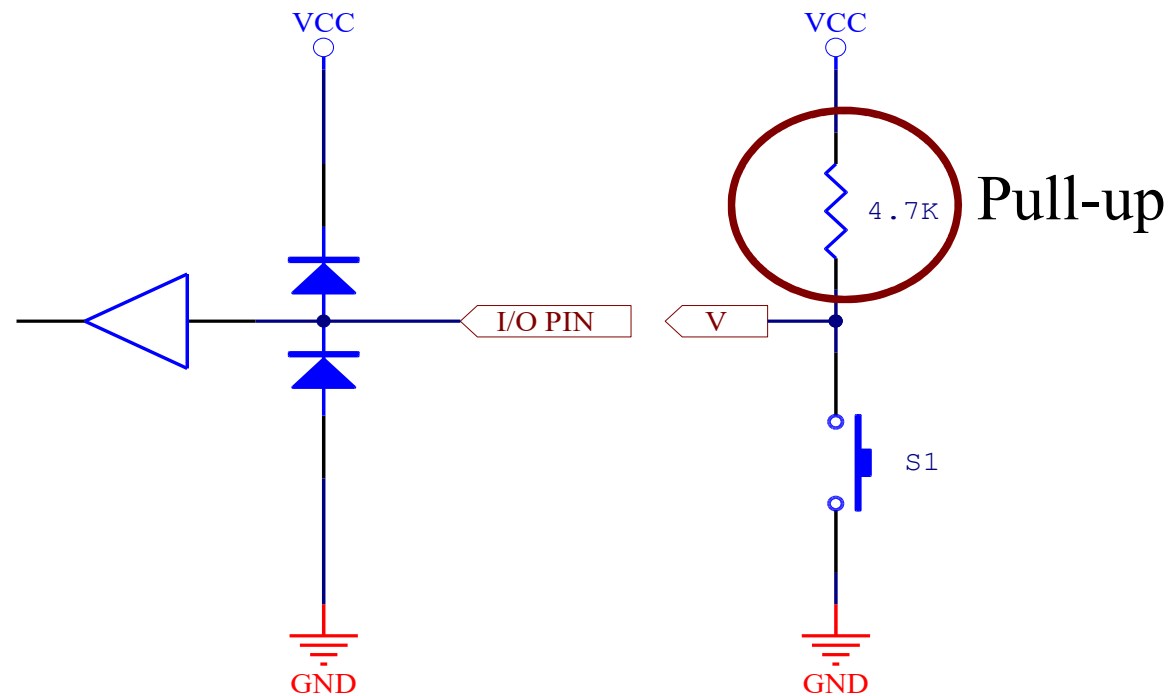 VCC
VCC
4.7K
Pull-up
I/O PIN
V
S1
GND
GND